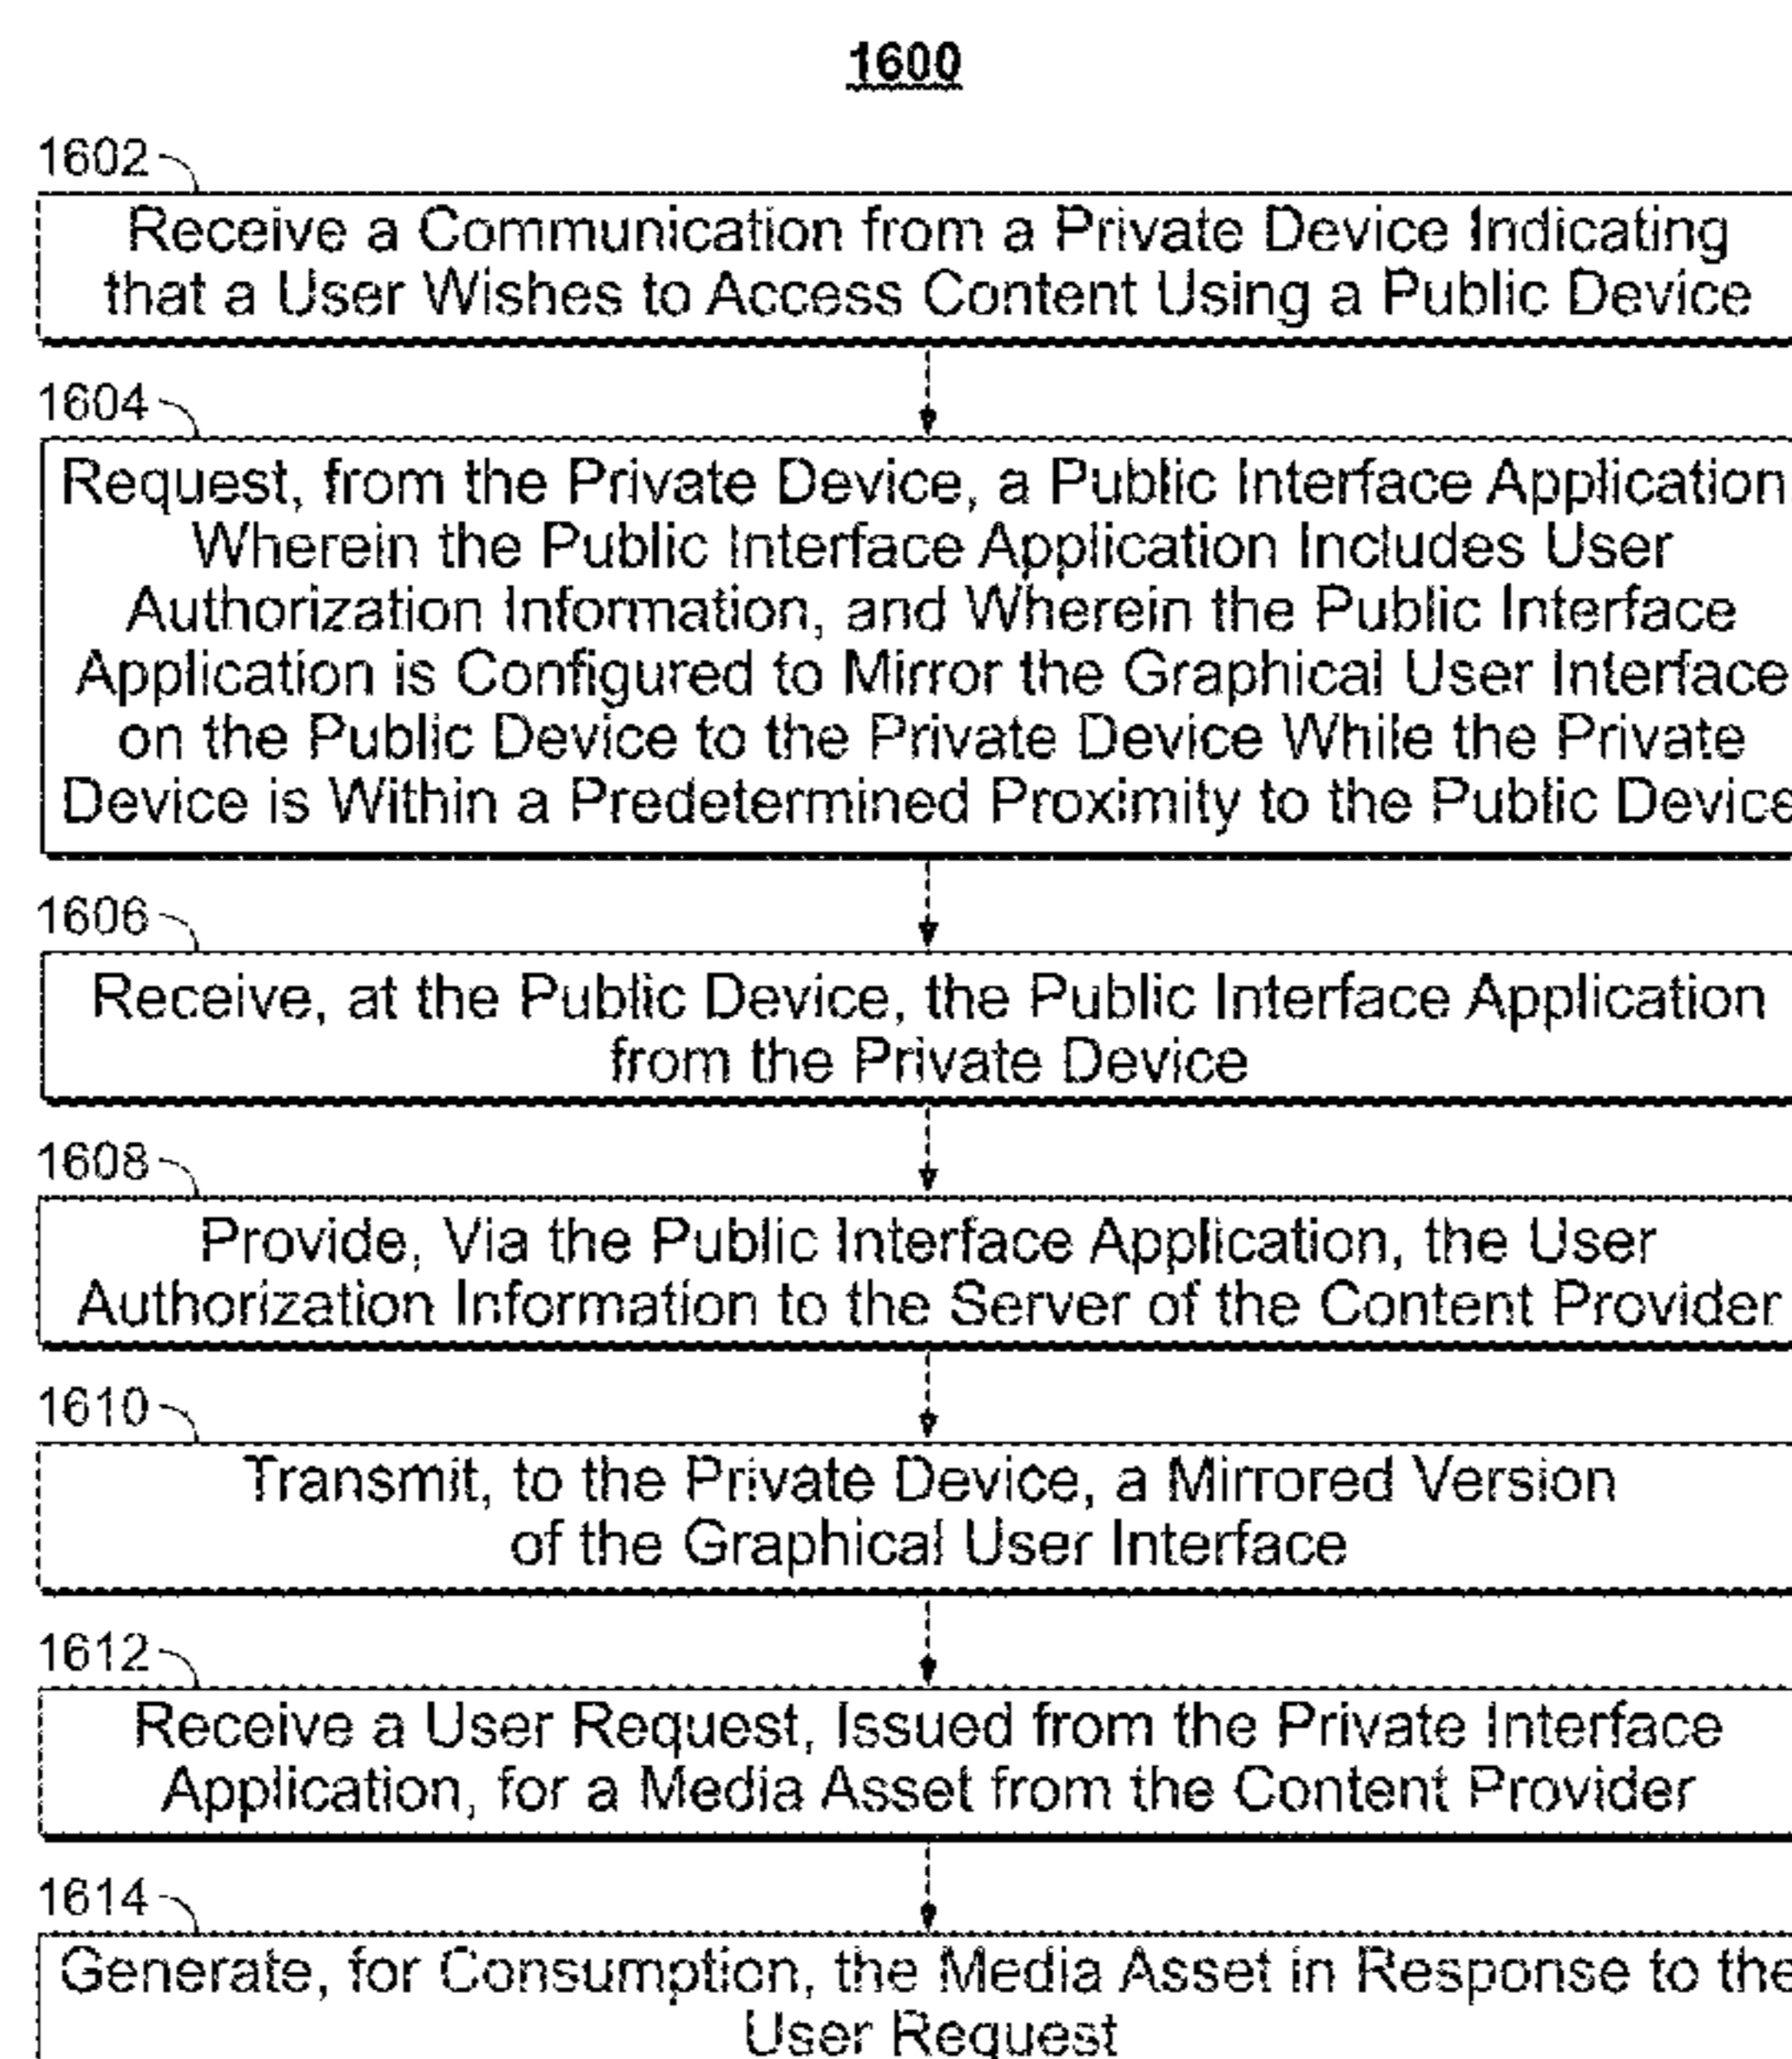 1600
1602
Receive a Communication from a Private Device Indicating
that a User Wishes to Access Content Using a Public Device
1604
Request, from the Private Device, a Public Interface Application
Wherein the Public Interface Application Includes User
Authorization Information, and Wherein the Public Interface
Application is Configured to Mirror the Graphical User Interface
on the Public Device to the Private Device While the Private
Device is Within a Predetermined Proximity to the Public Device
1606
Receive, at the Public Device, the Public Interface Application
from the Private Device
1608
Provide, Via the Public Interface Application, the User
Authorization Information to the Server of the Content Provider
1610
Transmit, to the Private Device, a Mirrored Version
of the Graphical User Interface
1612
Receive a User Request, Issued from the Private Interface
Application, for a Media Asset from the Content Provider
1614
Generate, for Consumption, the Media Asset in Response to the
User Request